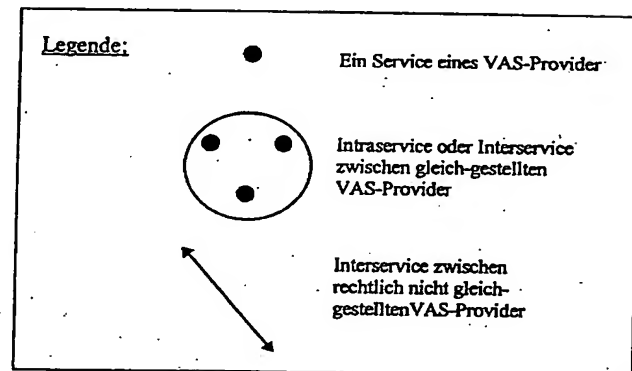 Legende:
Ein Service eines VAS-Provider
Intraservice oder Interservice
zwischen gleich-gestellten
VAS-Provider
Interservice zwischen
rechtlich nicht gleich-
gestelltenVAS-Provider